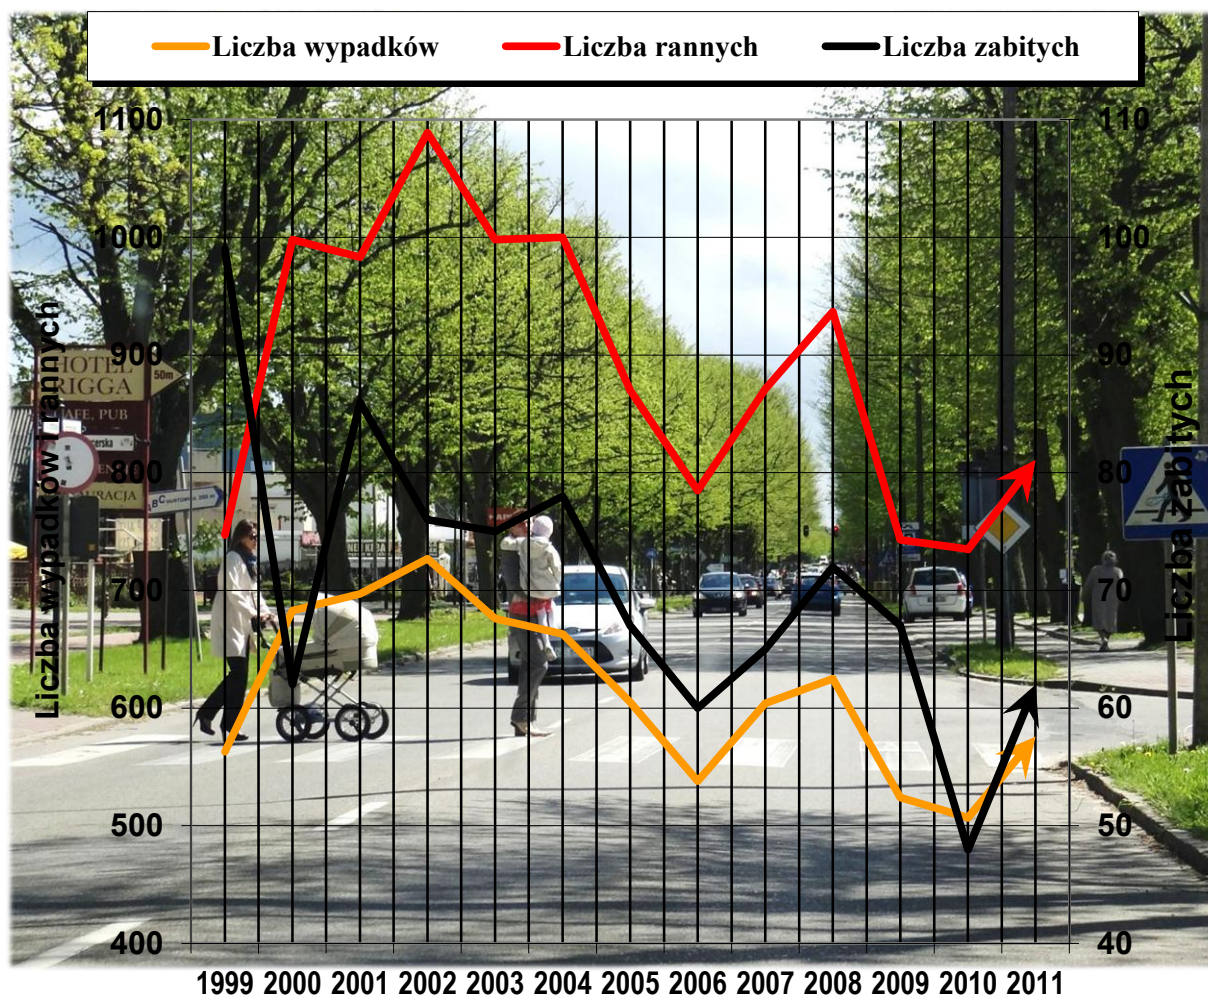 Liczba wypadków Liczba rannych Liczba zabitych
1100 110
1000 100
900 90
800 80
700 70
600 60
500 50
400 40
Liczba wypadków i rannych
Liczba zabitych
HOTEL
RIGGA
50m
CAFE, PUB
1999 2000 2001 2002 2003 2004 2005 2006 2007 2008 2009 2010 2011